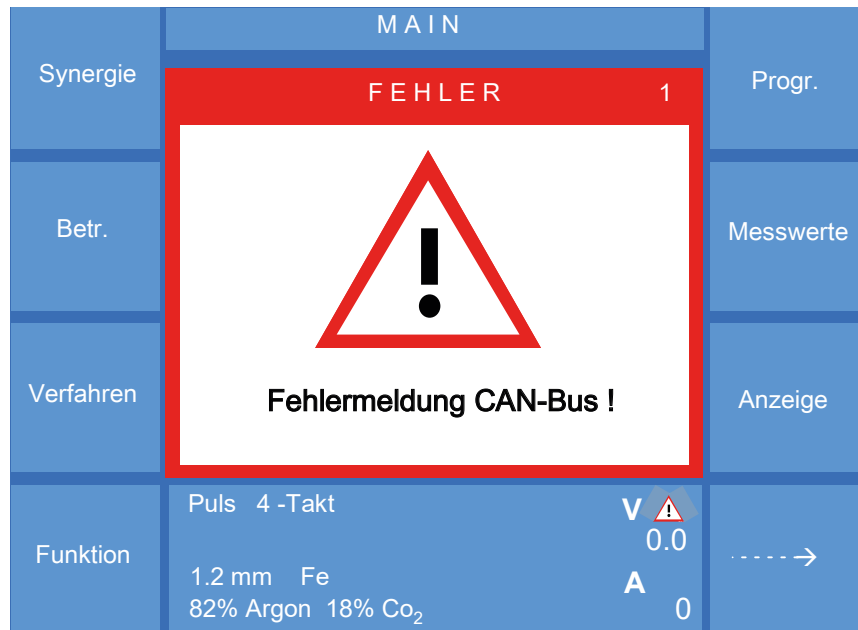 MAIN
Synergie
FEHLER 1
Progr.
Betr.
!
Messwerte
Verfahren
Fehlermeldung CAN-Bus !
Anzeige
Puls 4 -Takt
V !
0.0
Funktion
1.2 mm Fe
A
82% Argon 18% Co₂
0